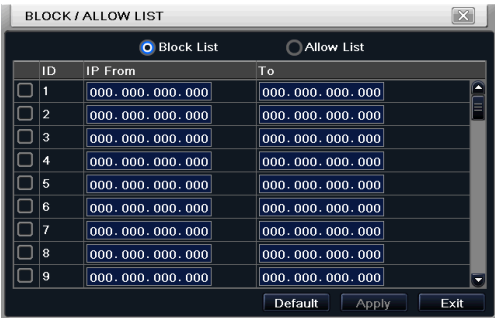 BLOCK / ALLOW LIST
Block List Allow List
ID IP From To
1 000.000.000.000 000.000.000.000
2 000.000.000.000 000.000.000.000
3 000.000.000.000 000.000.000.000
4 000.000.000.000 000.000.000.000
5 000.000.000.000 000.000.000.000
6 000.000.000.000 000.000.000.000
7 000.000.000.000 000.000.000.000
8 000.000.000.000 000.000.000.000
9 000.000.000.000 000.000.000.000
Default Apply Exit